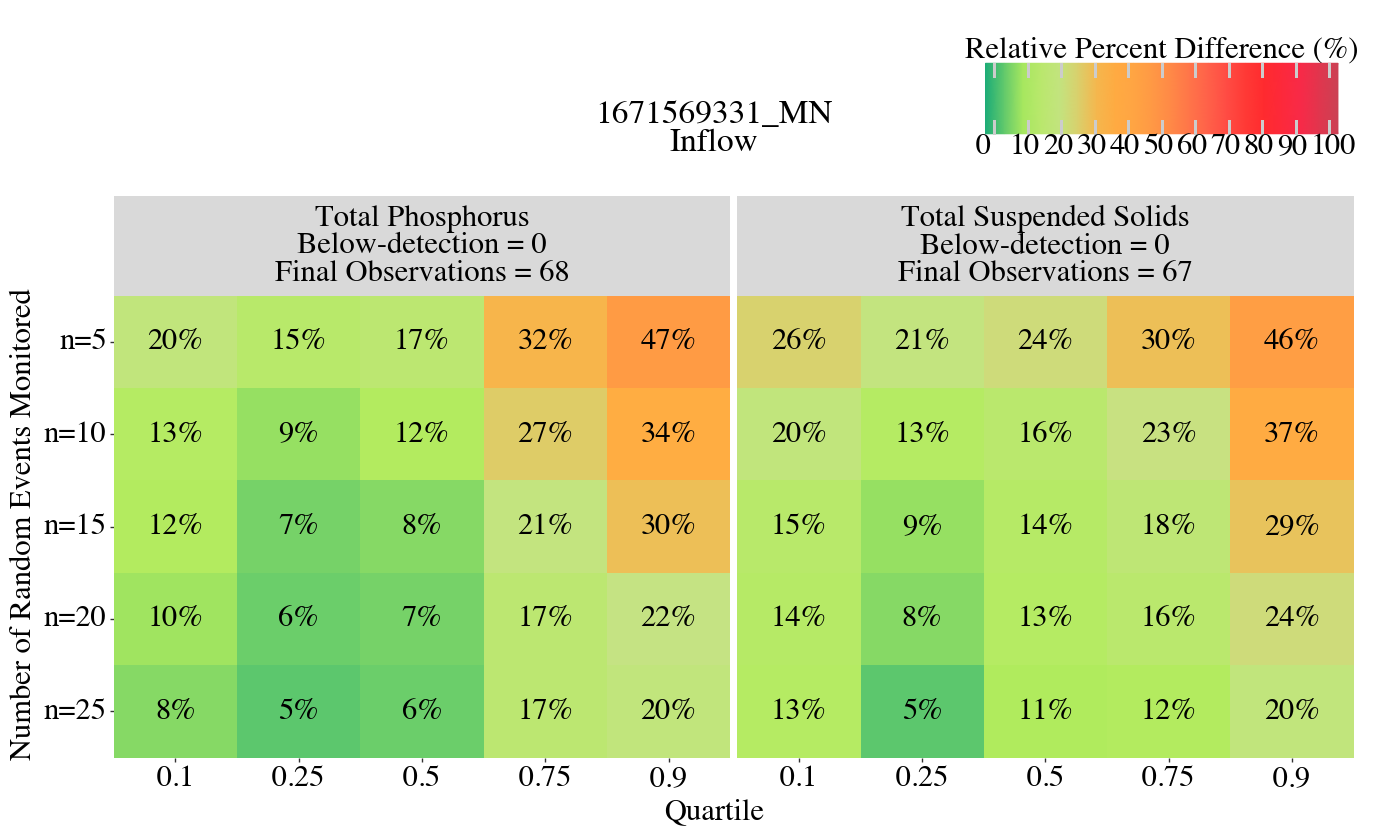 Relative Percent Difference (%)
0 10 20 30 40 50 60 70 80 90 100
1671569331_MN
Inflow
Total Phosphorus
Below-detection = 0
Final Observations = 68
Total Suspended Solids
Below-detection = 0
Final Observations = 67
Number of Random Events Monitored
n=5 20% 15% 17% 32% 47% 26% 21% 24% 30% 46%
n=10 13% 9% 12% 27% 34% 20% 13% 16% 23% 37%
n=15 12% 7% 8% 21% 30% 15% 9% 14% 18% 29%
n=20 10% 6% 7% 17% 22% 14% 8% 13% 16% 24%
n=25 8% 5% 6% 17% 20% 13% 5% 11% 12% 20%
0.1 0.25 0.5 0.75 0.9 0.1 0.25 0.5 0.75 0.9
Quartile